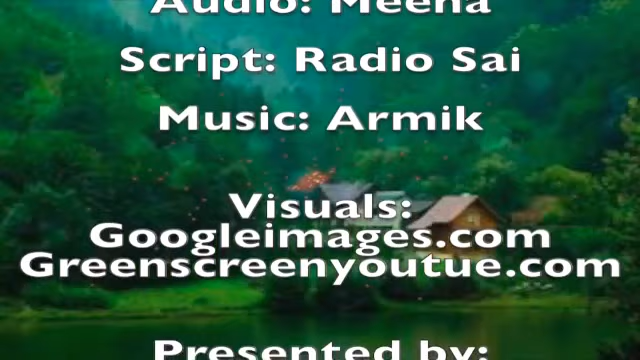 Audio: Meena
Script: Radio Sai
Music: Armik
Visuals:
Googleimages.com
Greenscreenyoutue.com
Presented by: